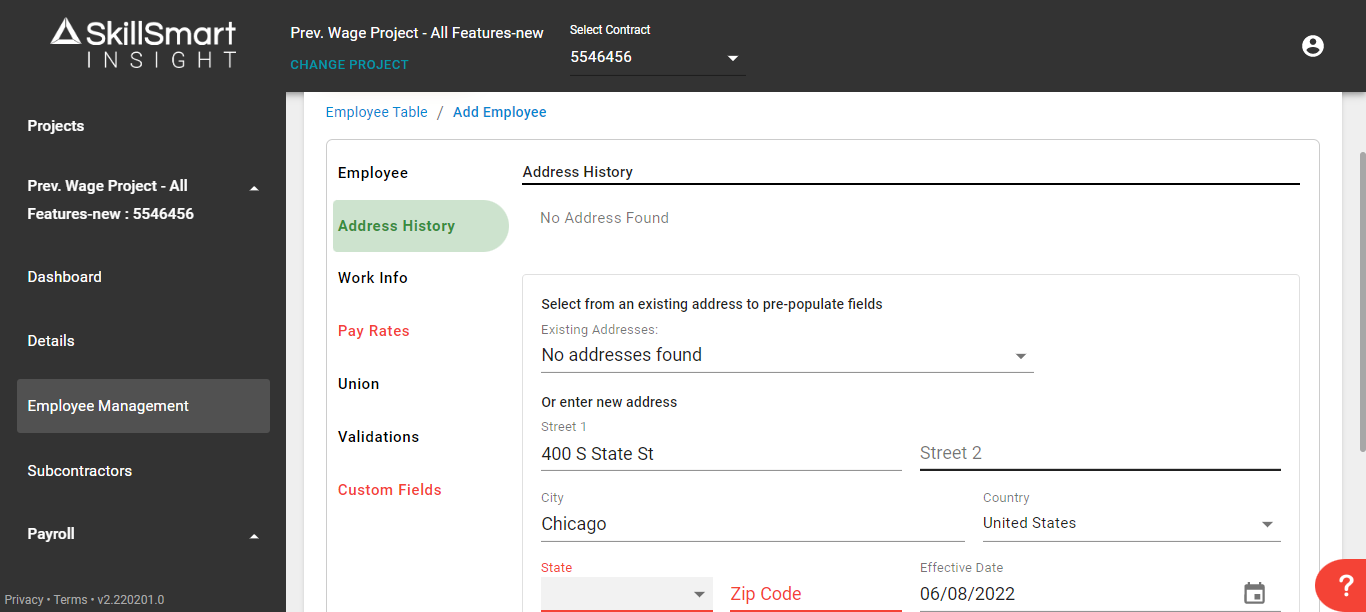 SkillSmart
INSIGHT
Prev. Wage Project - All Features-new
CHANGE PROJECT
Select Contract
5546456
Projects
Prev. Wage Project - All
Features-new : 5546456
Dashboard
Details
Employee Management
Subcontractors
Payroll
Privacy • Terms • v2.220201.0
Employee Table / Add Employee
Employee
Address History
Work Info
Pay Rates
Union
Validations
Custom Fields
Address History
No Address Found
Select from an existing address to pre-populate fields
Existing Addresses:
No addresses found
Or enter new address
Street 1
400 S State St
Street 2
City
Chicago
Country
United States
State
Zip Code
Effective Date
06/08/2022
?